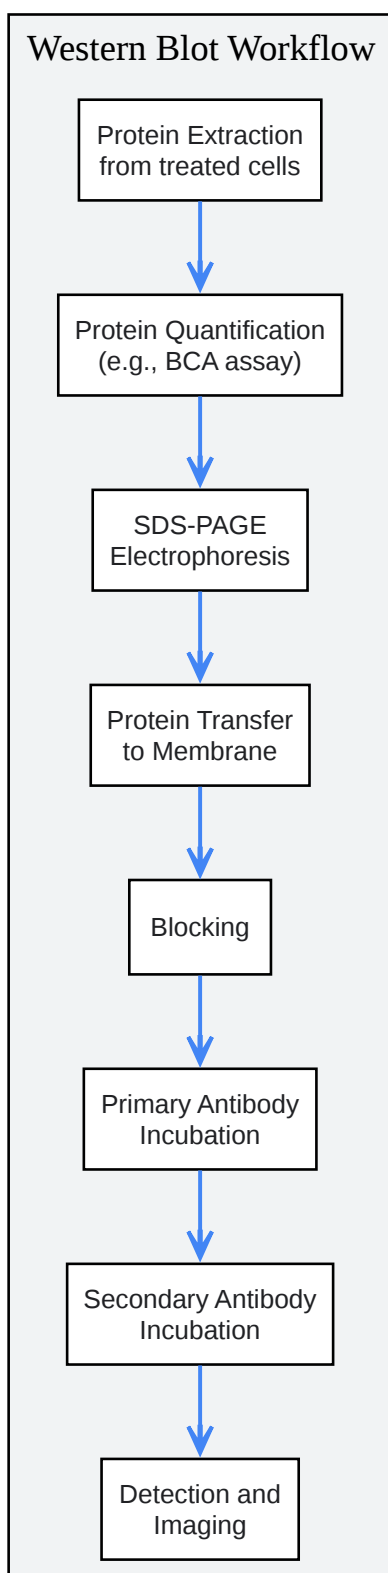 Western Blot Workflow
Protein Extraction
from treated cells
Protein Quantification
(e.g., BCA assay)
SDS-PAGE
Electrophoresis
Protein Transfer
to Membrane
Blocking
Primary Antibody
Incubation
Secondary Antibody
Incubation
Detection and
Imaging